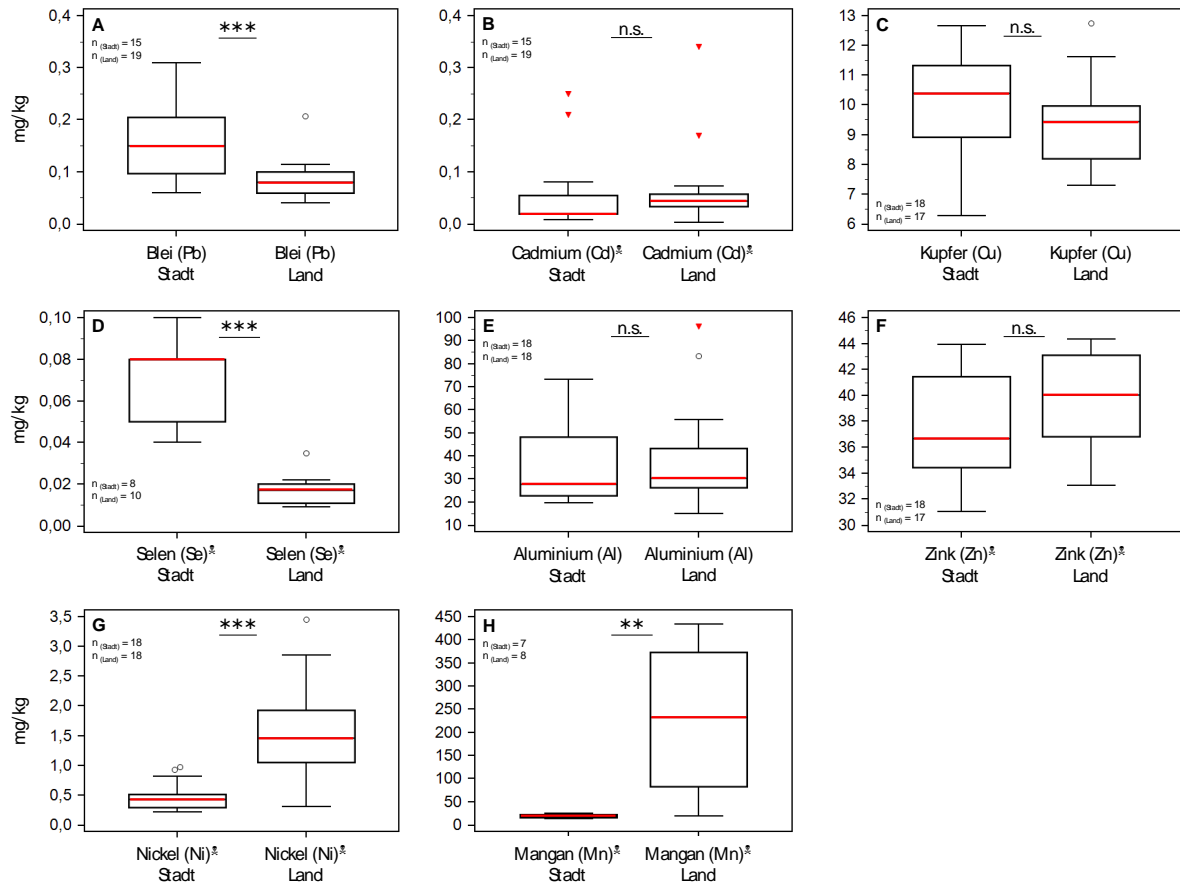 A
***
n (Stadt) = 15
n (Land) = 19
mg/kg
0,4
0,3
0,2
0,1
0,0
Blei (Pb)
Stadt
Blei (Pb)
Land
B
n.s.
n (Stadt) = 15
n (Land) = 19
0,4
0,3
0,2
0,1
0,0
Cadmium (Cd)*
Stadt
Cadmium (Cd)*
Land
C
n.s.
13
12
11
10
9
8
7
6
n (Stadt) = 18
n (Land) = 17
Kupfer (Cu)
Stadt
Kupfer (Cu)
Land
D
***
mg/kg
0,10
0,08
0,06
0,04
0,02
0,00
n (Stadt) = 8
n (Land) = 10
Selen (Se)*
Stadt
Selen (Se)*
Land
E
n.s.
n (Stadt) = 18
n (Land) = 18
100
90
80
70
60
50
40
30
20
10
Aluminium (Al)
Stadt
Aluminium (Al)
Land
F
n.s.
46
44
42
40
38
36
34
32
30
n (Stadt) = 18
n (Land) = 17
Zink (Zn)*
Stadt
Zink (Zn)*
Land
G
***
n (Stadt) = 18
n (Land) = 18
mg/kg
3,5
3,0
2,5
2,0
1,5
1,0
0,5
0,0
Nickel (Ni)*
Stadt
Nickel (Ni)*
Land
H
**
n (Stadt) = 7
n (Land) = 8
450
400
350
300
250
200
150
100
50
0
Mangan (Mn)*
Stadt
Mangan (Mn)*
Land